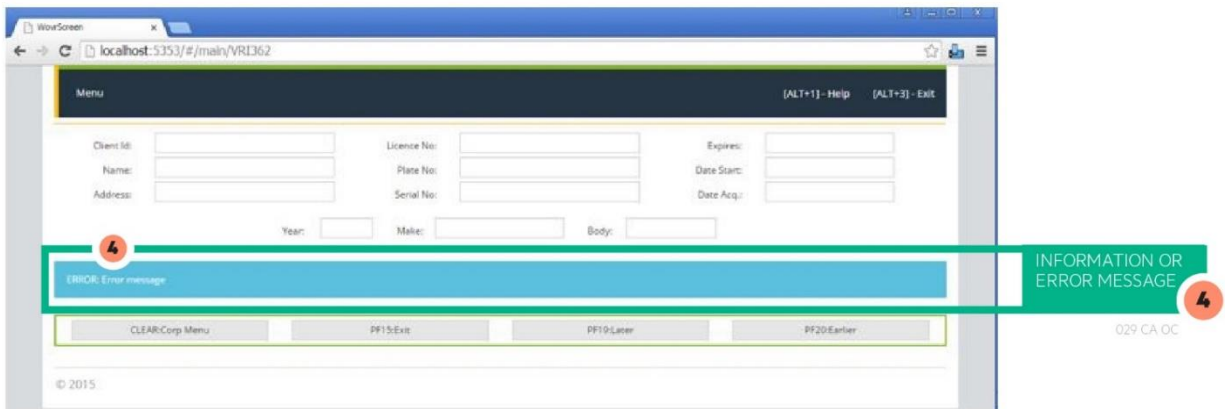 WowrScreen
localhost:5353/#/main/VRI362
Menu [ALT+1] - Help [ALT+3] - Exit
Client Id: Licence No: Expires:
Name: Plate No: Date Start:
Address: Serial No: Date Acq.:
Year: Make: Body:
4
ERROR: Error message
INFORMATION OR
ERROR MESSAGE
4
CLEAR:Corp Menu PF15:Exit PF19:Later PF20:Earlier
029 CA OC
© 2015